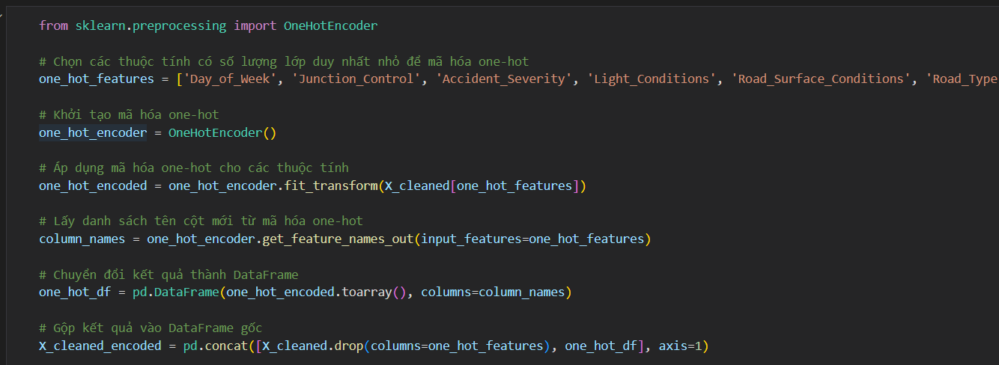 from sklearn.preprocessing import OneHotEncoder
# Chọn các thuộc tính có số lượng lớp duy nhất nhỏ để mã hóa one-hot
one_hot_features = ['Day_of_Week', 'Junction_Control', 'Accident_Severity', 'Light_Conditions', 'Road_Surface_Conditions', 'Road_Type
# Khởi tạo mã hóa one-hot
one_hot_encoder = OneHotEncoder()
# Áp dụng mã hóa one-hot cho các thuộc tính
one_hot_encoded = one_hot_encoder.fit_transform(X_cleaned[one_hot_features])
# Lấy danh sách tên cột mới từ mã hóa one-hot
column_names = one_hot_encoder.get_feature_names_out(input_features=one_hot_features)
# Chuyển đổi kết quả thành DataFrame
one_hot_df = pd.DataFrame(one_hot_encoded.toarray(), columns=column_names)
# Gộp kết quả vào DataFrame gốc
X_cleaned_encoded = pd.concat([X_cleaned.drop(columns=one_hot_features), one_hot_df], axis=1)